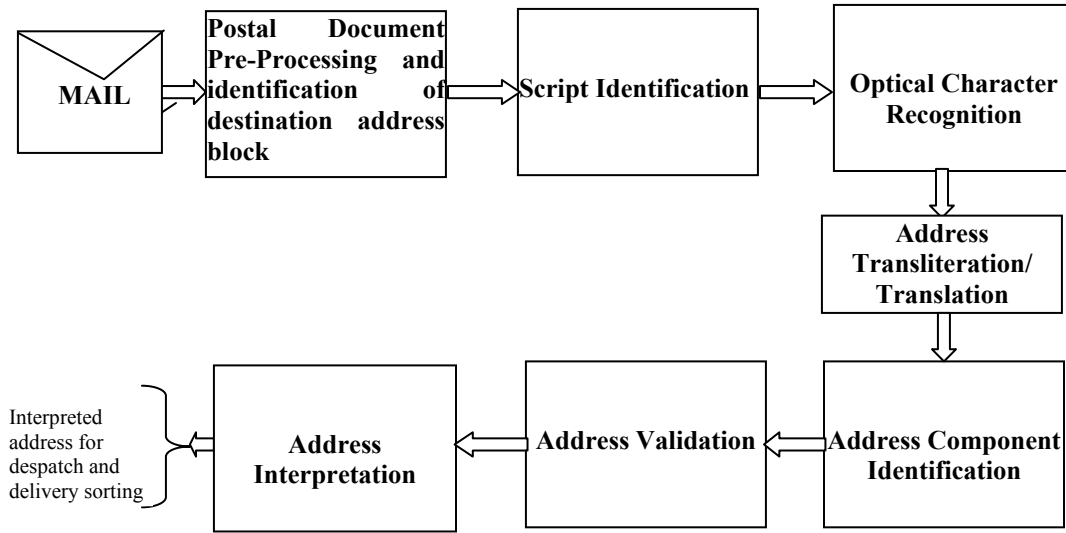 MAIL
Postal Document
Pre-Processing and
identification of
destination address
block
Script Identification
Optical Character
Recognition
Address
Transliteration/
Translation
Address Component
Identification
Address Validation
Address
Interpretation
Interpreted
address for
despatch and
delivery sorting